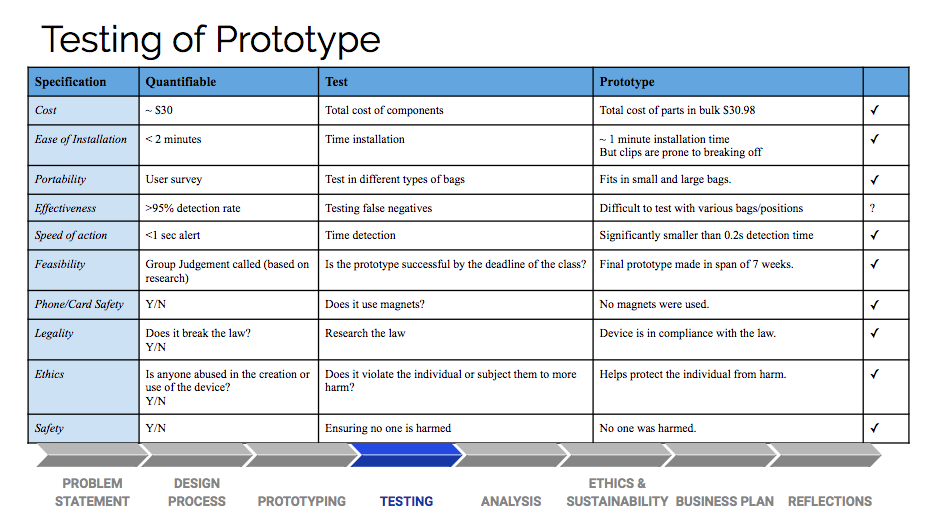 Testing of Prototype
Specification Quantifiable Test Prototype
Cost ~ $30 Total cost of components Total cost of parts in bulk $30.98 ✓
Ease of Installation < 2 minutes Time installation ~ 1 minute installation time ✓
But clips are prone to breaking off
Portability User survey Test in different types of bags Fits in small and large bags. ✓
Effectiveness >95% detection rate Testing false negatives Difficult to test with various bags/positions ?
Speed of action <1 sec alert Time detection Significantly smaller than 0.2s detection time ✓
Feasibility Group Judgement called (based on Is the prototype successful by the deadline of the class? Final prototype made in span of 7 weeks. ✓
research)
Phone/Card Safety Y/N Does it use magnets? No magnets were used. ✓
Legality Does it break the law? Research the law Device is in compliance with the law. ✓
Y/N
Ethics Is anyone abused in the creation or Does it violate the individual or subject them to more Helps protect the individual from harm. ✓
use of the device? harm?
Y/N
Safety Y/N Ensuring no one is harmed No one was harmed. ✓
PROBLEM DESIGN ETHICS &
STATEMENT PROCESS PROTOTYPING TESTING ANALYSIS SUSTAINABILITY BUSINESS PLAN REFLECTIONS